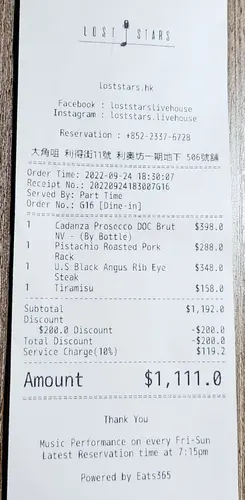 LOST STARS
loststars.hk
Facebook : loststarslivehouse
Instagram : loststars.livehouse
Reservation : +852-2337-6728
大角咀 利得街11號 利奧坊一期地下 506號舖
Order Time: 2022-09-24 18:30:07
Receipt No.: 20220924183007G16
Served By: Part Time
Order No.: G16 [Dine-in]
1 Cadanza Prosecco DOC Brut $398.0
NV - (By Bottle)
1 Pistachio Roasted Pork $288.0
Rack
1 U.S Black Angus Rib Eye $348.0
Steak
1 Tiramisu $158.0
Subtotal $1,192.0
Discount
$200.0 Discount -$200.0
Total Discount -$200.0
Service Charge(10%) $119.2
Amount $1,111.0
Thank You
Music Performance on every Fri-Sun
Latest Reservation time at 7:15pm
Powered by Eats365